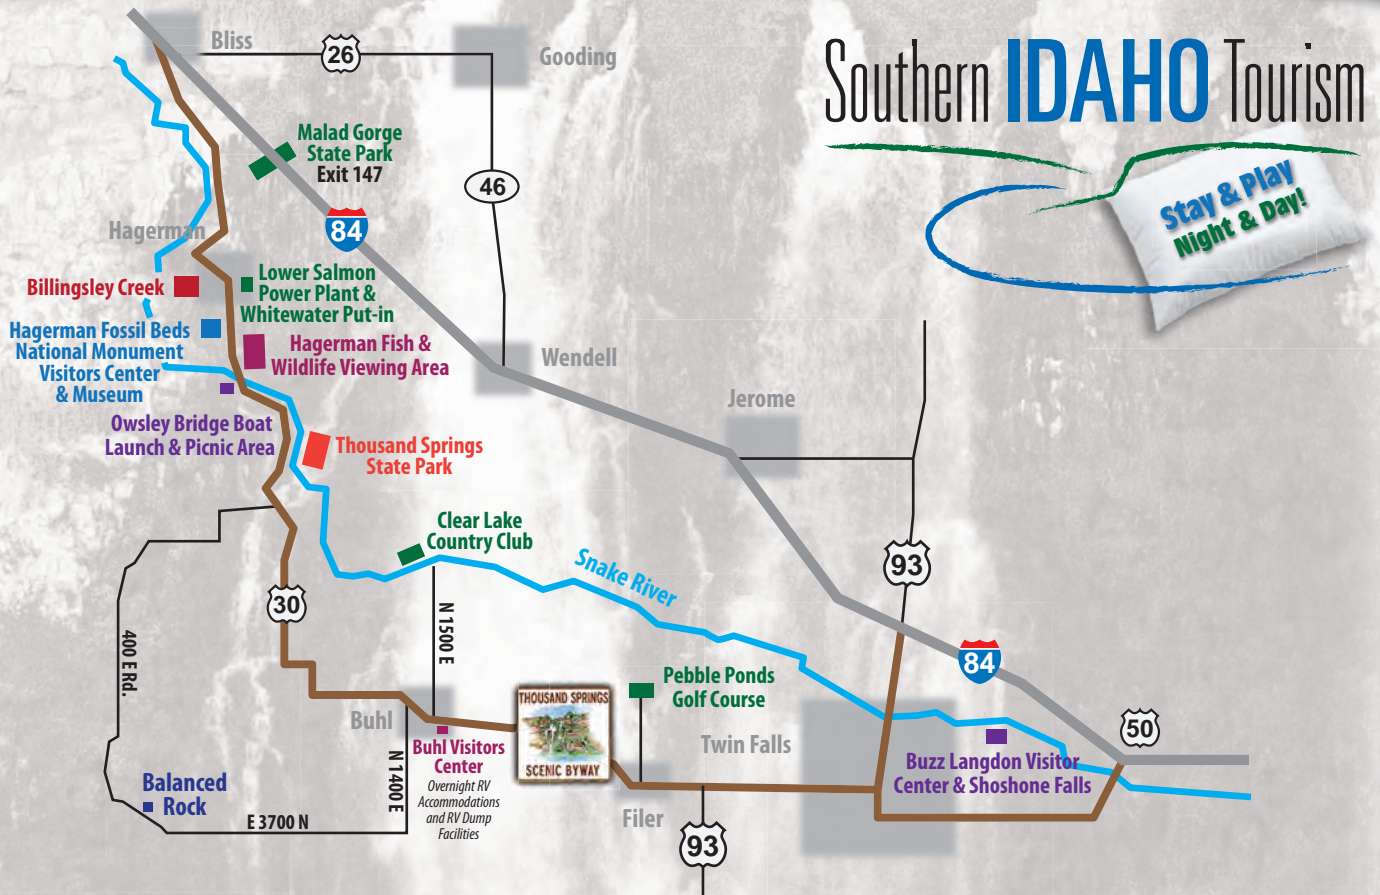 Southern IDAHO Tourism
Stay & Play
Night & Day!
Bliss
26
Gooding
Malad Gorge
State Park
Exit 147
46
84
Hagerman
Billingsley Creek
Lower Salmon
Power Plant &
Whitewater Put-in
Hagerman Fossil Beds
National Monument
Visitors Center
& Museum
Hagerman Fish &
Wildlife Viewing Area
Wendell
Jerome
Owsley Bridge Boat
Launch & Picnic Area
Thousand Springs
State Park
Clear Lake
Country Club
Snake River
93
30
N 1500 E
400 E Rd.
84
Pebble Ponds
Golf Course
THOUSAND SPRINGS
SCENIC BYWAY
Buhl
Twin Falls
50
Buhl Visitors
Center
Overnight RV
Accommodations
and RV Dump
Facilities
N 1400 E
Buzz Langdon Visitor
Center & Shoshone Falls
Balanced
Rock
E 3700 N
Filer
93